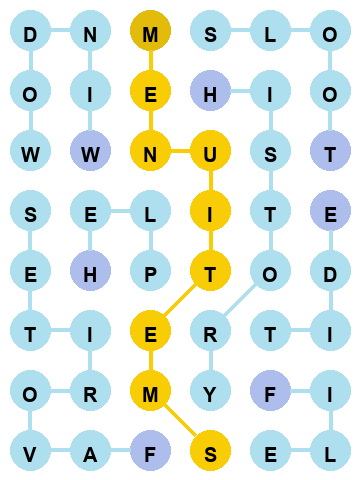 D N M S L O
O I E H I O
W W N U S T
S E L I T E
E H P T O D
T I E R T I
O R M Y F I
V A F S E L